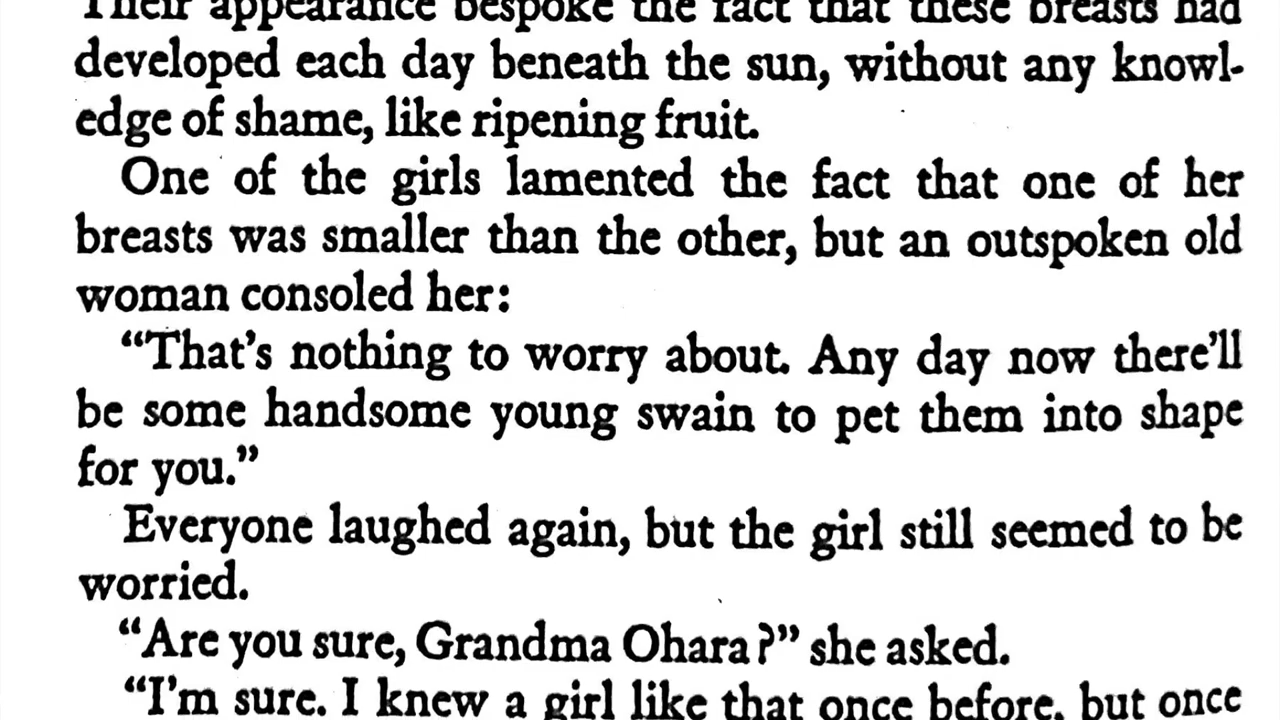 Their appearance bespoke the fact that these breasts had
developed each day beneath the sun, without any knowl-
edge of shame, like ripening fruit.
One of the girls lamented the fact that one of her
breasts was smaller than the other, but an outspoken old
woman consoled her:
“That’s nothing to worry about. Any day now there’ll
be some handsome young swain to pet them into shape
for you.”
Everyone laughed again, but the girl still seemed to be
worried.
“Are you sure, Grandma Ohara?” she asked.
“I’m sure. I knew a girl like that once before, but once